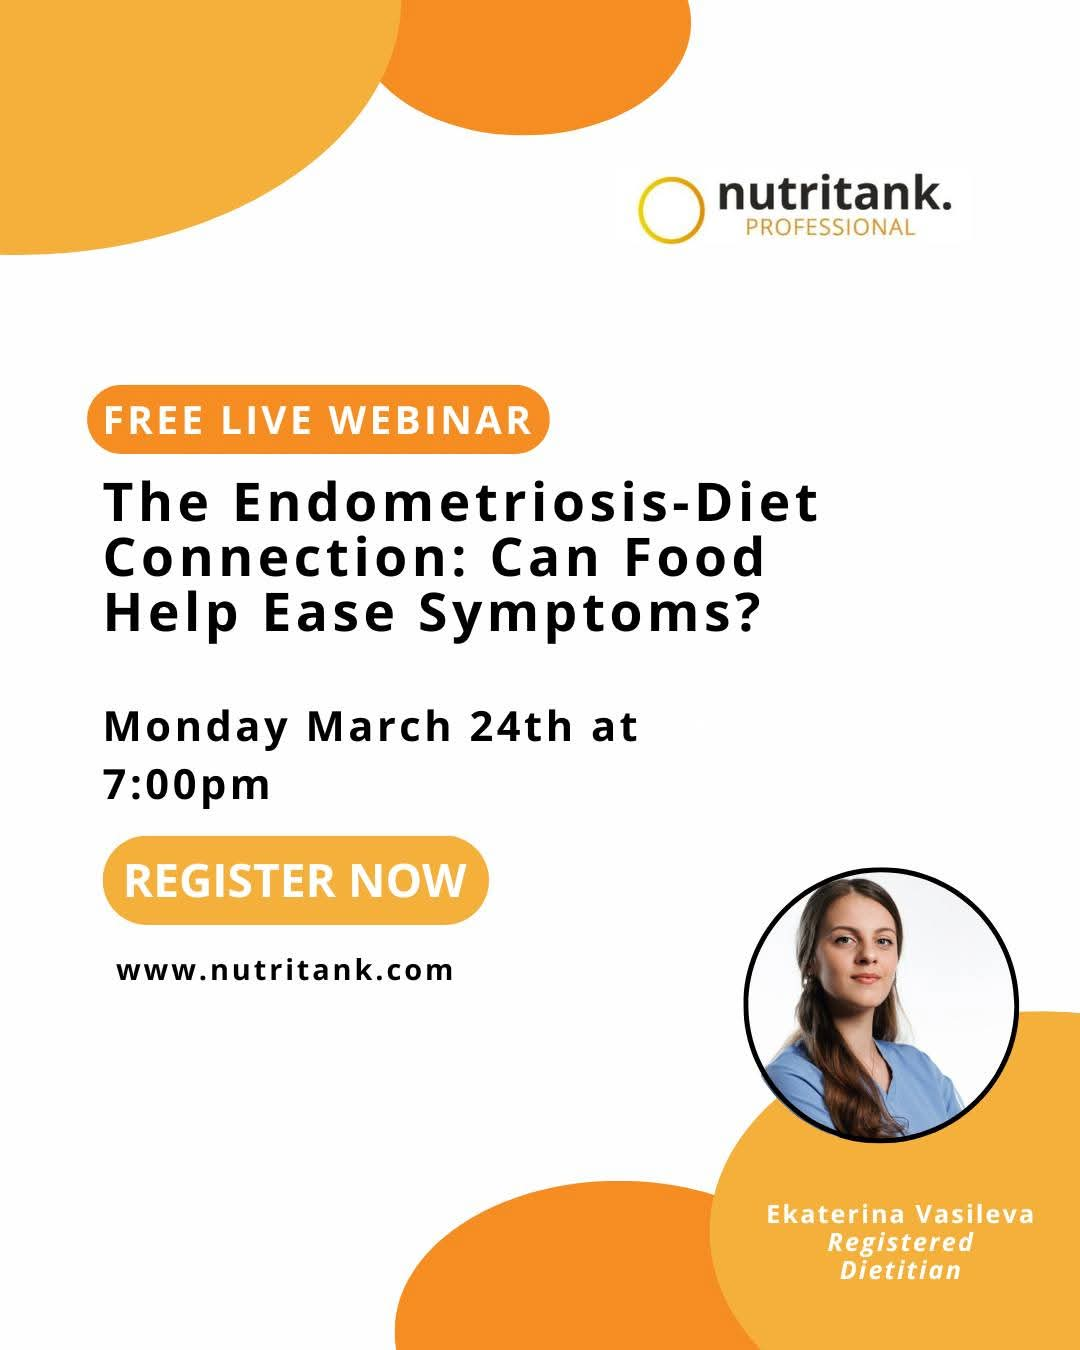 nutritank.
PROFESSIONAL
FREE LIVE WEBINAR
The Endometriosis-Diet
Connection: Can Food
Help Ease Symptoms?
Monday March 24th at
7:00pm
REGISTER NOW
www.nutritank.com
Ekaterina Vasileva
Registered
Dietitian